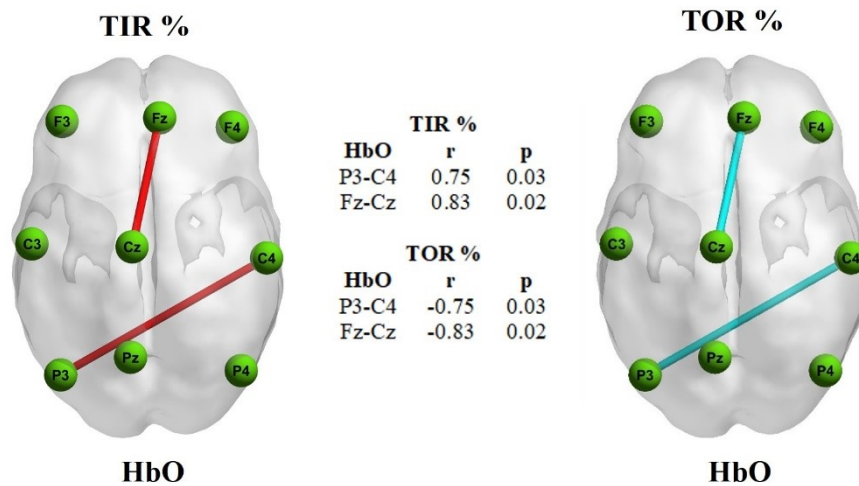 TIR %
F3 Fz F4
C3 Cz C4
P3 Pz P4
HbO
TIR %
HbO r p
P3-C4 0.75 0.03
Fz-Cz 0.83 0.02
TOR %
HbO r p
P3-C4 -0.75 0.03
Fz-Cz -0.83 0.02
TOR %
F3 Fz F4
C3 Cz C4
P3 Pz P4
HbO